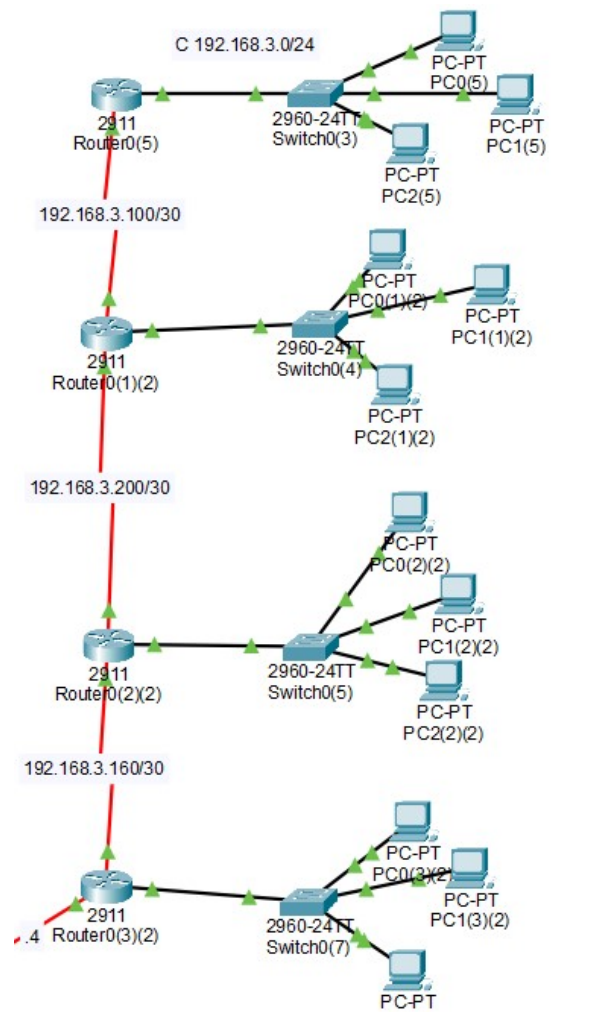 C 192.168.3.0/24
PC-PT
PC0(5)
2911
Router0(5)
2960-24TT
Switch0(3)
PC-PT
PC1(5)
PC-PT
PC2(5)
192.168.3.100/30
PC-PT
PC0(1)(2)
PC-PT
PC1(1)(2)
2911
Router0(1)(2)
2960-24TT
Switch0(4)
PC-PT
PC2(1)(2)
192.168.3.200/30
PC-PT
PC0(2)(2)
PC-PT
PC1(2)(2)
2911
Router0(2)(2)
2960-24TT
Switch0(5)
PC-PT
PC2(2)(2)
192.168.3.160/30
PC-PT
PC0(3)(2)
PC-PT
PC1(3)(2)
2911
.4 Router0(3)(2)
2960-24TT
Switch0(7)
PC-PT